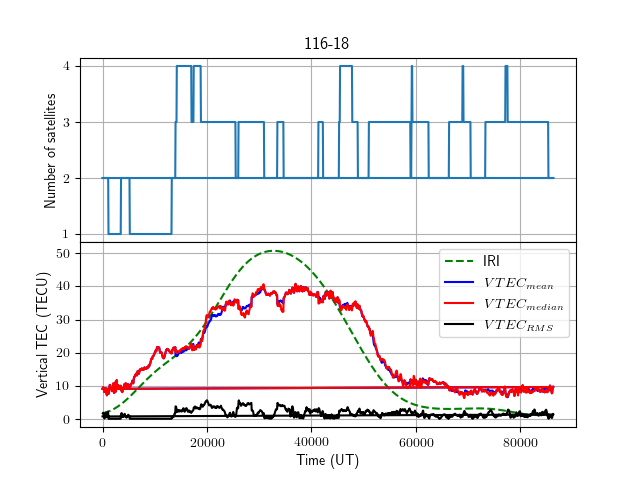 116-18
Number of satellites
4
3
2
1
Vertical TEC (TECU)
50
40
30
20
10
0
IRI
VTEC_mean
VTEC_median
VTEC_RMS
0 20000 40000 60000 80000
Time (UT)